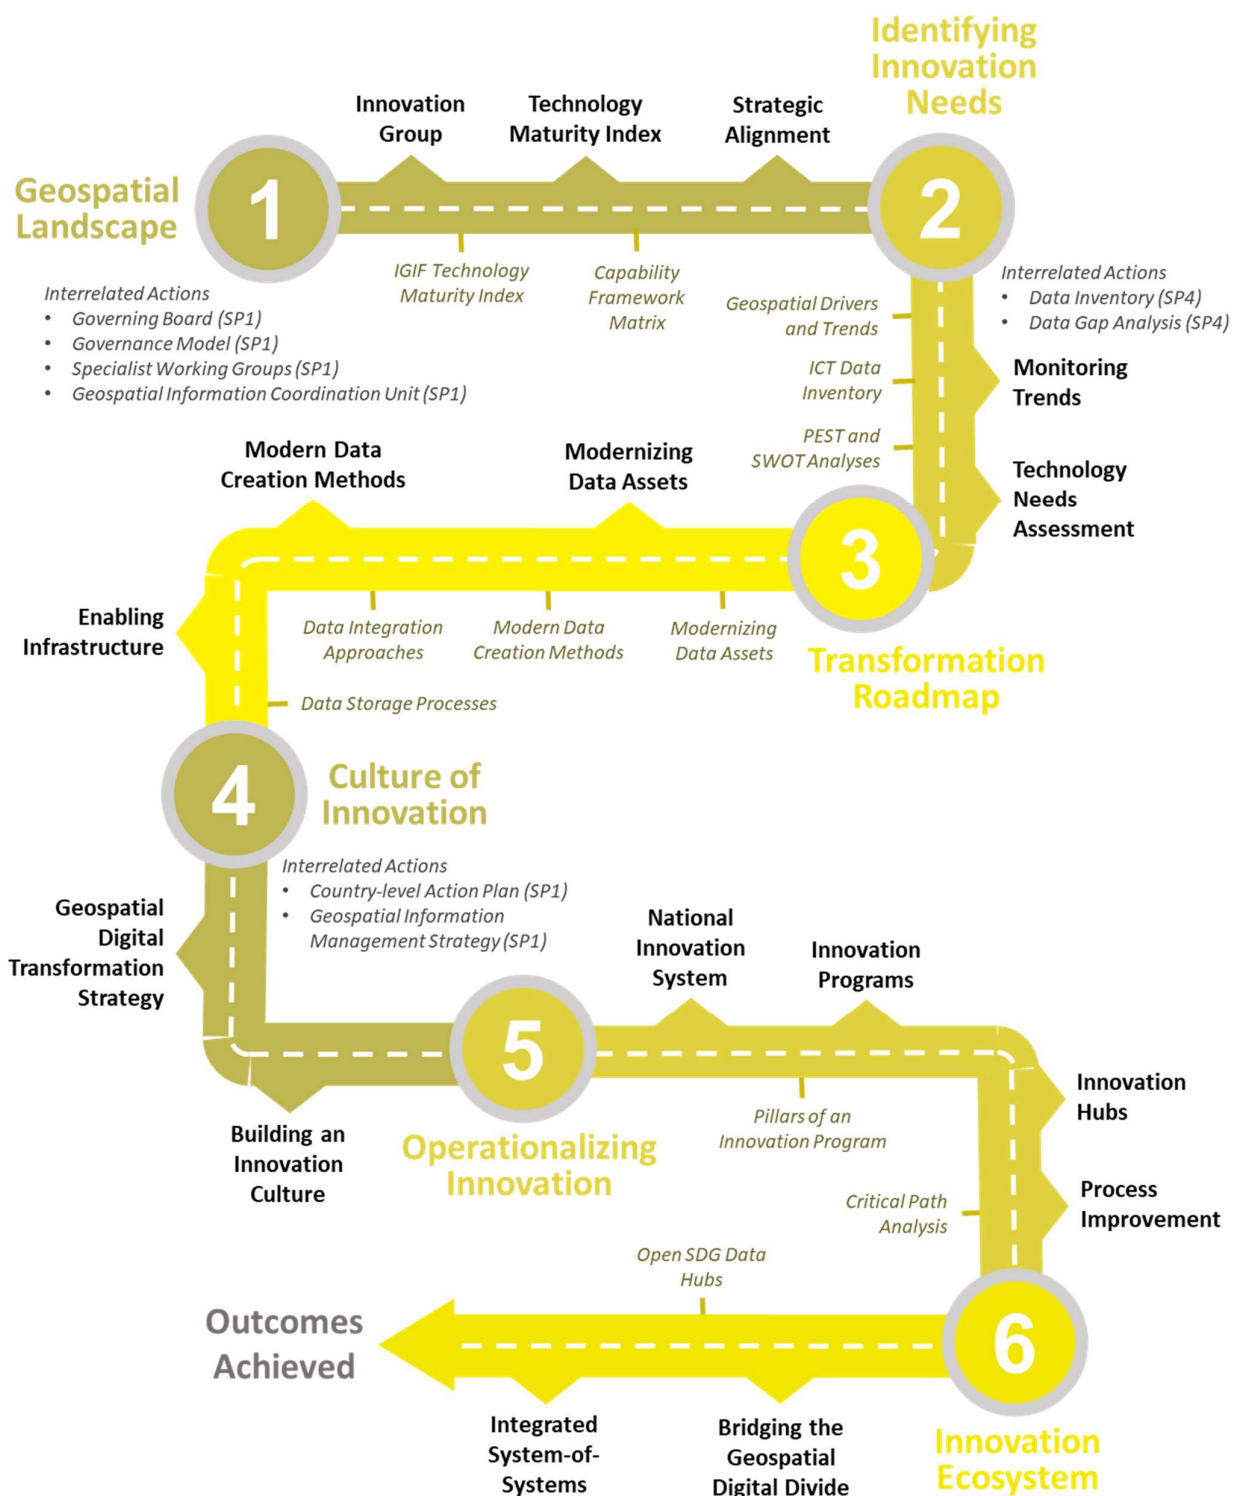 Identifying
Innovation
Needs
Innovation
Group
Technology
Maturity Index
Strategic
Alignment
Geospatial
Landscape
1
2
IGIF Technology
Maturity Index
Capability
Framework
Matrix
Interrelated Actions
• Governing Board (SP1)
• Governance Model (SP1)
• Specialist Working Groups (SP1)
• Geospatial Information Coordination Unit (SP1)
Interrelated Actions
• Data Inventory (SP4)
• Data Gap Analysis (SP4)
Geospatial Drivers
and Trends
ICT Data
Inventory
PEST and
SWOT Analyses
Monitoring
Trends
Technology
Needs
Assessment
3
Transformation
Roadmap
Modernizing
Data Assets
Modern Data
Creation Methods
Modernizing
Data Assets
Modern Data
Creation Methods
Data Integration
Approaches
Enabling
Infrastructure
Data Storage Processes
4
Culture of
Innovation
Interrelated Actions
• Country-level Action Plan (SP1)
• Geospatial Information
Management Strategy (SP1)
Geospatial
Digital
Transformation
Strategy
Building an
Innovation
Culture
5
Operationalizing
Innovation
National
Innovation
System
Innovation
Programs
Pillars of an
Innovation Program
Innovation
Hubs
Process
Improvement
Critical Path
Analysis
6
Innovation
Ecosystem
Open SDG Data
Hubs
Bridging the
Geospatial
Digital Divide
Integrated
System-of-
Systems
Outcomes
Achieved